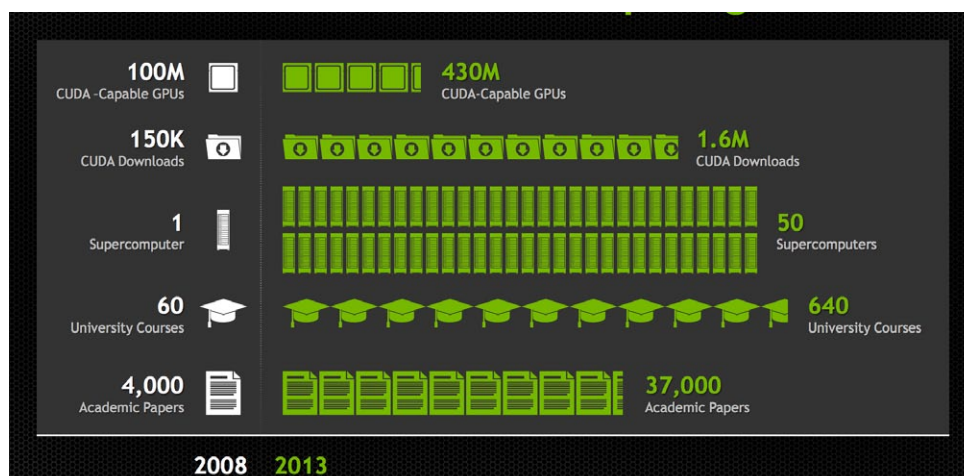 100M
CUDA -Capable GPUs
430M
CUDA-Capable GPUs
150K
CUDA Downloads
1.6M
CUDA Downloads
1
Supercomputer
50
Supercomputers
60
University Courses
640
University Courses
4,000
Academic Papers
37,000
Academic Papers
2008 2013